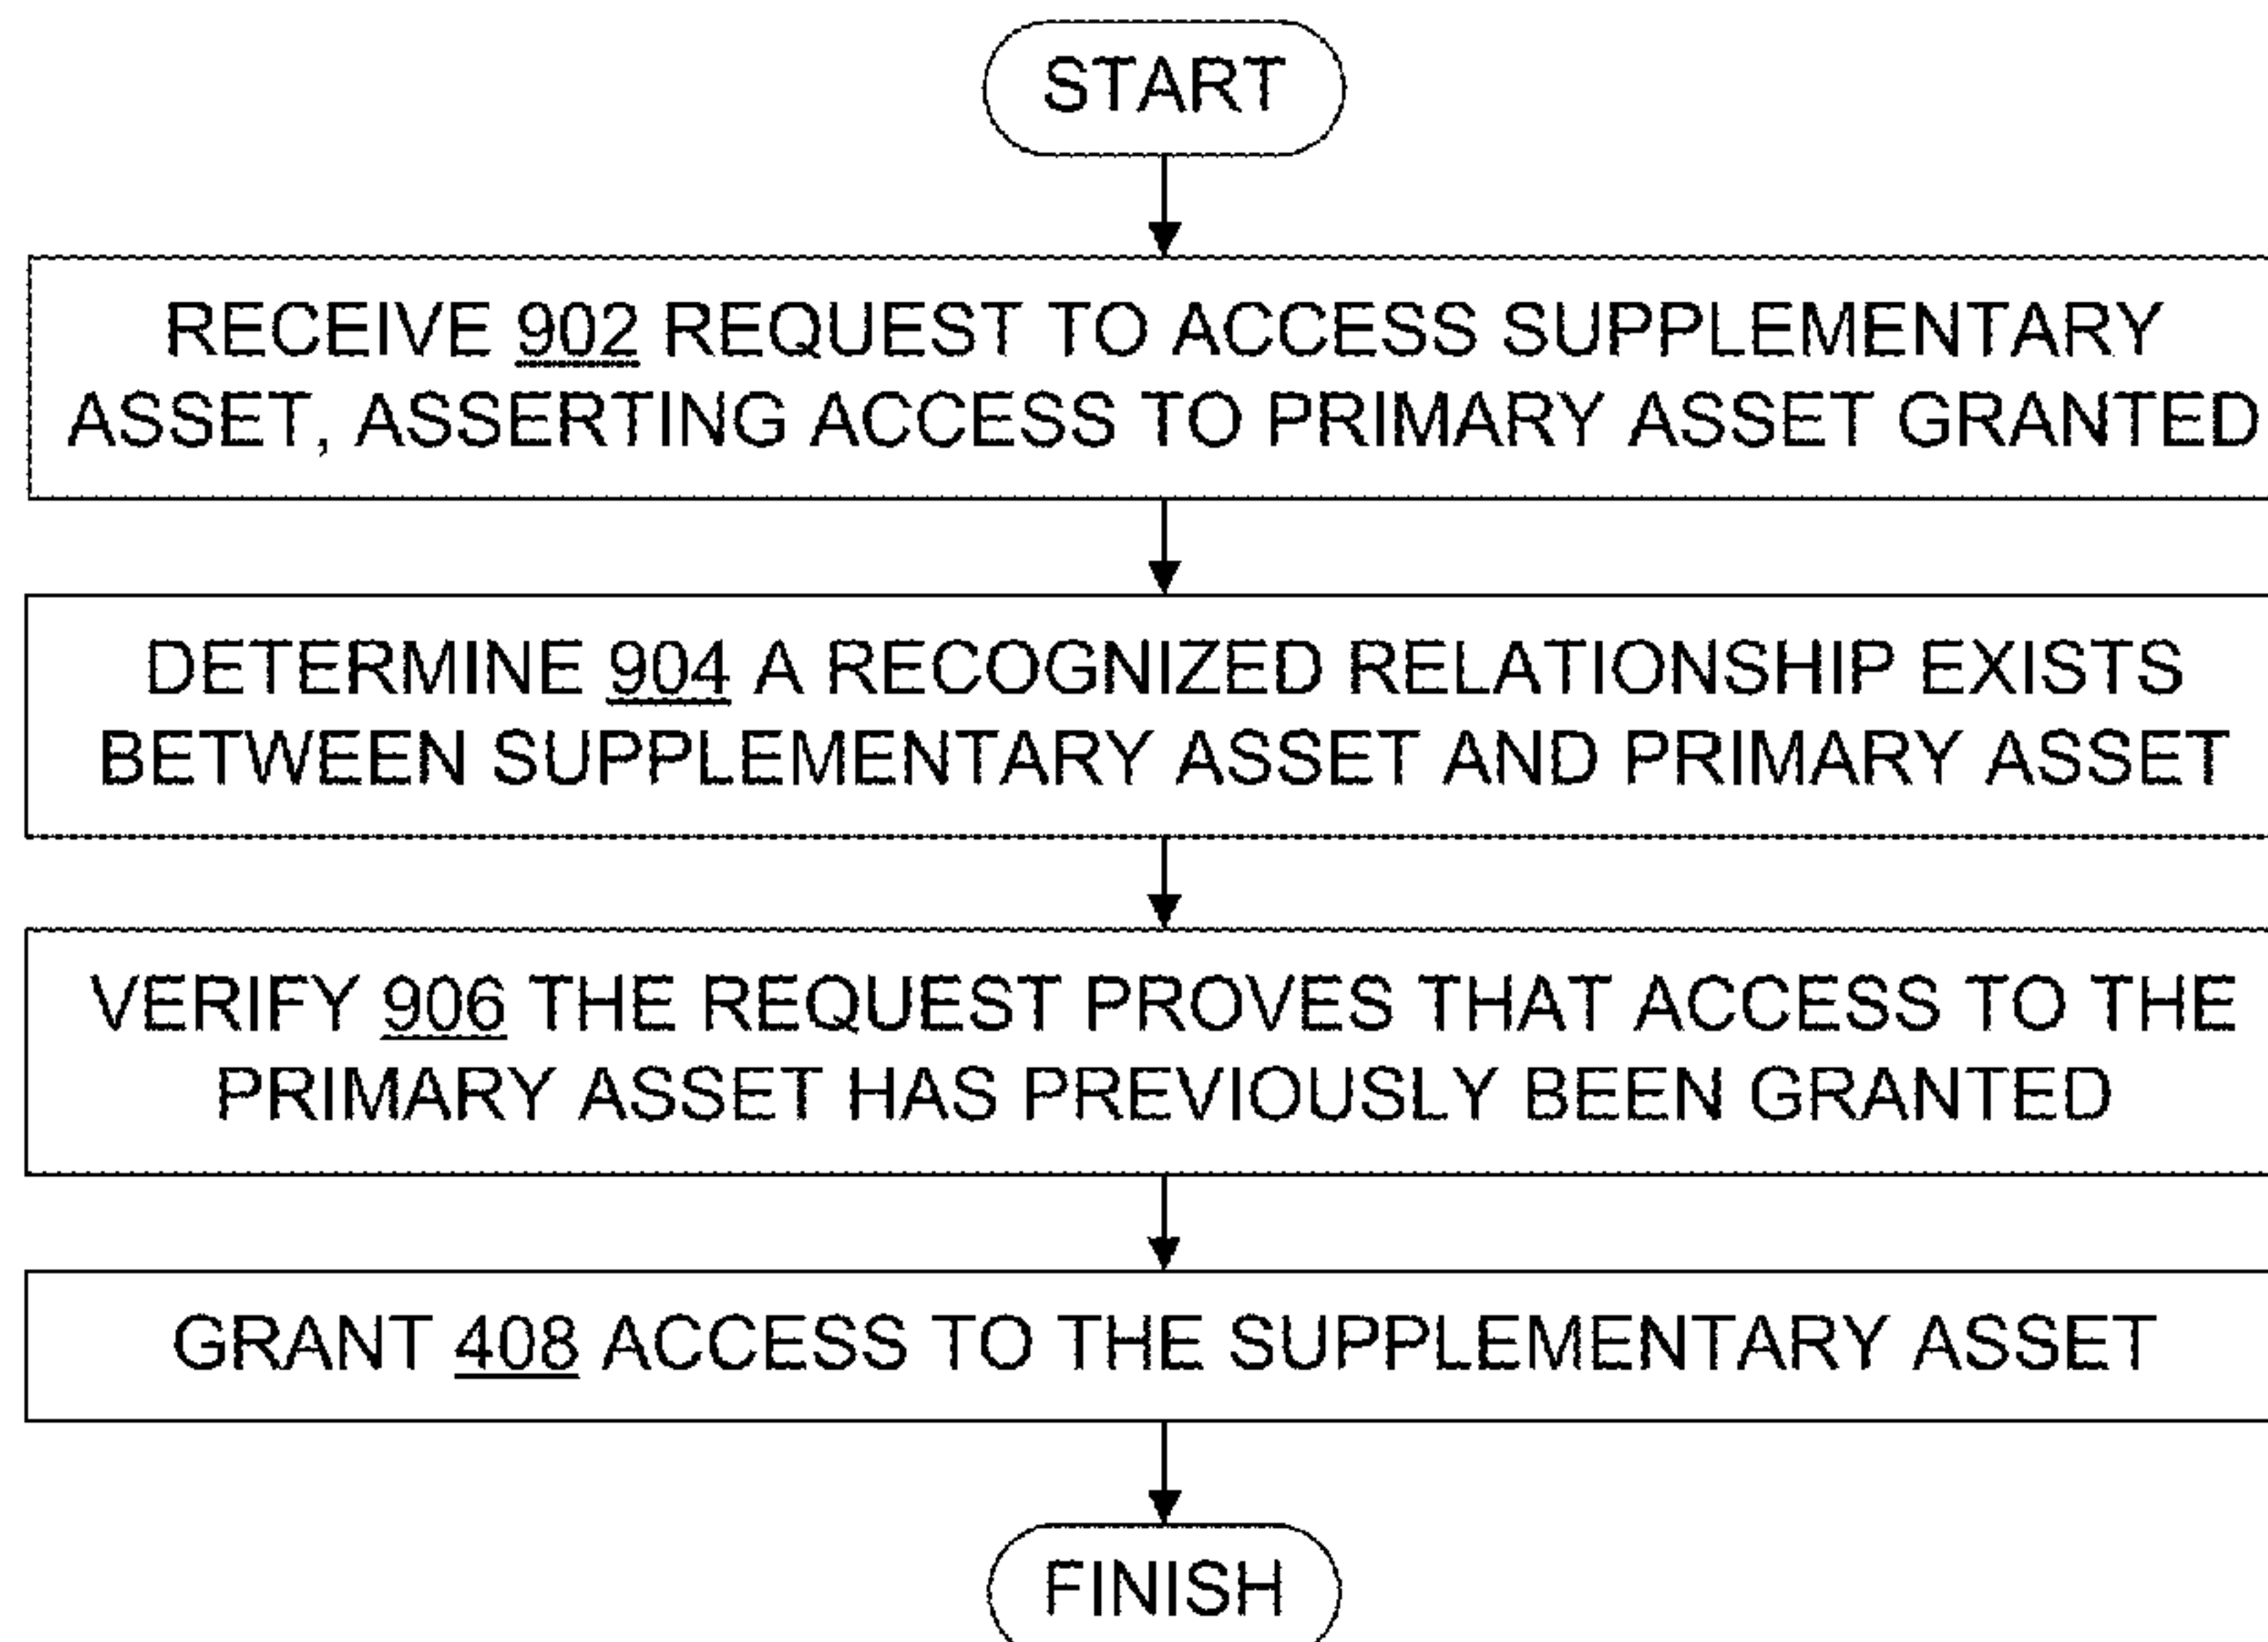 START
RECEIVE 902 REQUEST TO ACCESS SUPPLEMENTARY
ASSET, ASSERTING ACCESS TO PRIMARY ASSET GRANTED
DETERMINE 904 A RECOGNIZED RELATIONSHIP EXISTS
BETWEEN SUPPLEMENTARY ASSET AND PRIMARY ASSET
VERIFY 906 THE REQUEST PROVES THAT ACCESS TO THE
PRIMARY ASSET HAS PREVIOUSLY BEEN GRANTED
GRANT 408 ACCESS TO THE SUPPLEMENTARY ASSET
FINISH